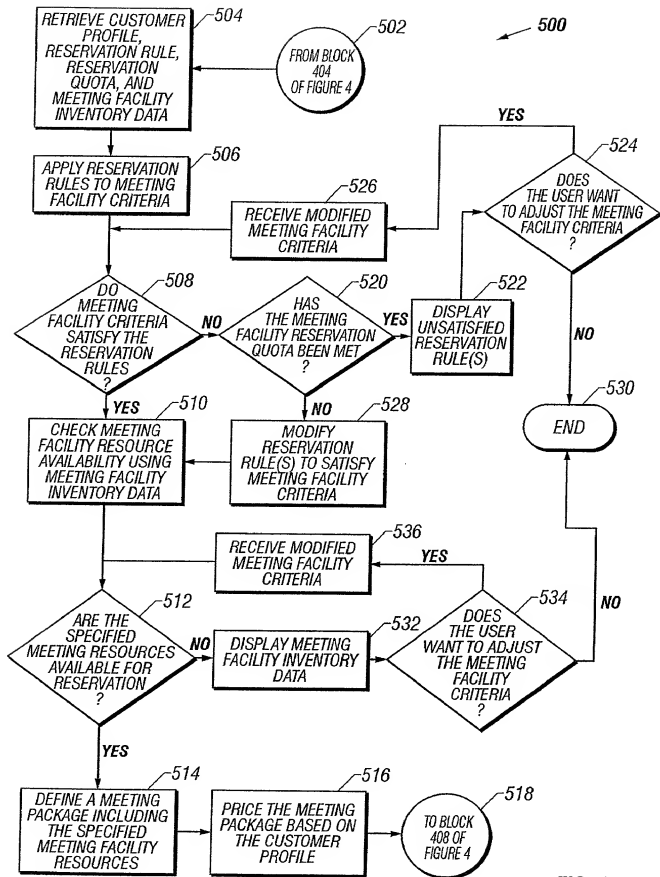 504
RETRIEVE CUSTOMER
PROFILE,
RESERVATION RULE,
RESERVATION
QUOTA, AND
MEETING FACILITY
INVENTORY DATA
502
FROM BLOCK
404
OF FIGURE 4
500
506
APPLY RESERVATION
RULES TO MEETING
FACILITY CRITERIA
526
RECEIVE MODIFIED
MEETING FACILITY
CRITERIA
YES
524
DOES
THE USER WANT
TO ADJUST THE MEETING
FACILITY CRITERIA
?
508
DO
MEETING
FACILITY CRITERIA
SATISFY THE
RESERVATION
RULES
?
NO
520
HAS
THE MEETING
FACILITY RESERVATION
QUOTA BEEN MET
?
YES
522
DISPLAY
UNSATISFIED
RESERVATION
RULE(S)
NO
530
END
YES
510
CHECK MEETING
FACILITY RESOURCE
AVAILABILITY USING
MEETING FACILITY
INVENTORY DATA
NO
528
MODIFY
RESERVATION
RULE(S) TO SATISFY
MEETING FACILITY
CRITERIA
536
RECEIVE MODIFIED
MEETING FACILITY
CRITERIA
YES
512
ARE THE
SPECIFIED
MEETING RESOURCES
AVAILABLE FOR
RESERVATION
?
NO
532
DISPLAY MEETING
FACILITY INVENTORY
DATA
534
DOES
THE USER
WANT TO ADJUST
THE MEETING
FACILITY
CRITERIA
?
NO
YES
514
DEFINE A MEETING
PACKAGE INCLUDING
THE SPECIFIED
MEETING FACILITY
RESOURCES
516
PRICE THE MEETING
PACKAGE BASED ON
THE CUSTOMER
PROFILE
518
TO BLOCK
408 OF
FIGURE 4